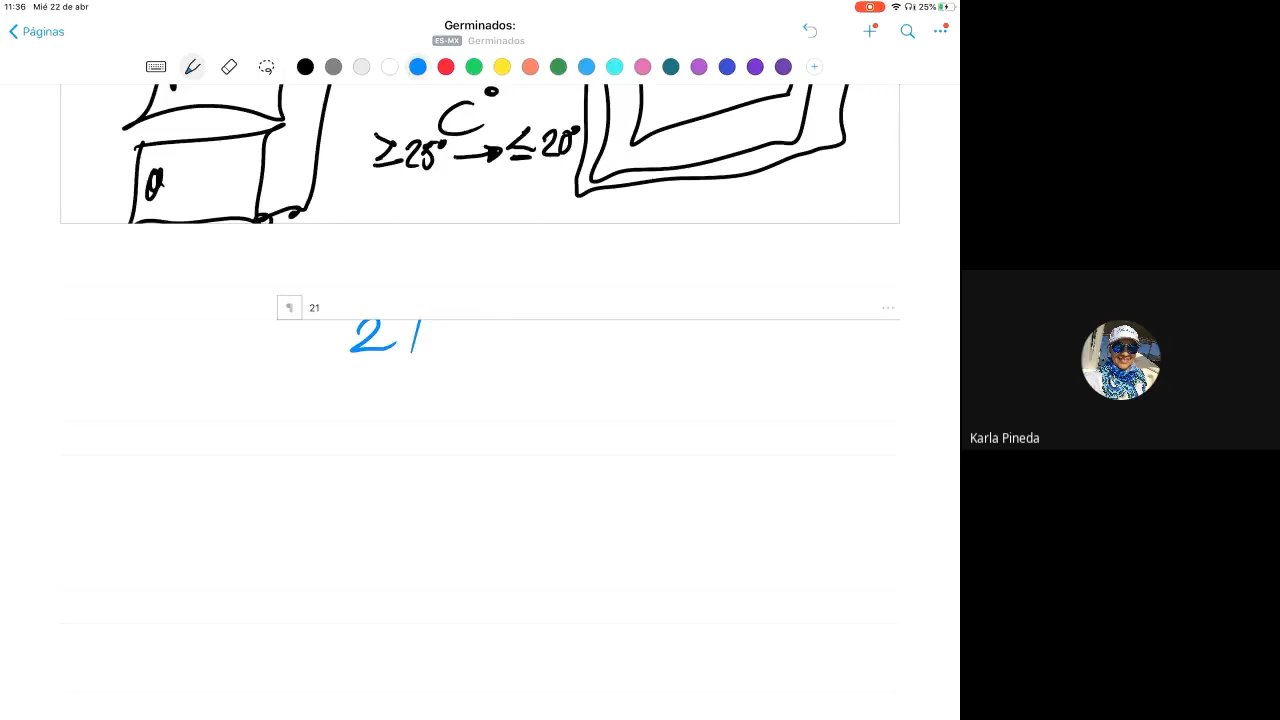 11:36 Mié 22 de abr
25%
Páginas
Germinados:
ES-MX Germinados
C°
≥25° → ≤20°
21
21
Karla Pineda